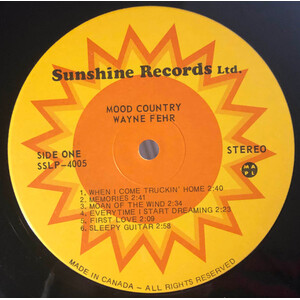 Sunshine Records Ltd.
MOOD COUNTRY
WAYNE FEHR
SIDE ONE
SSLP-4005
STEREO
1. WHEN I COME TRUCKIN' HOME 2:40
2. MEMORIES 2:41
3. MOAN OF THE WIND 2:34
4. EVERYTIME I START DREAMING 2:33
5. FIRST LOVE 2:09
6. SLEEPY GUITAR 2:58
MADE IN CANADA – ALL RIGHTS RESERVED